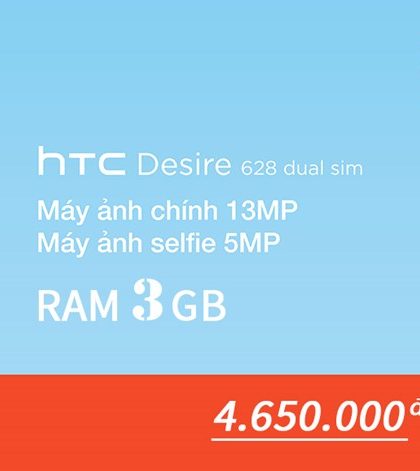 hTC Desire 628 dual sim
Máy ảnh chính 13MP
Máy ảnh selfie 5MP
RAM 3 GB
4.650.000đ